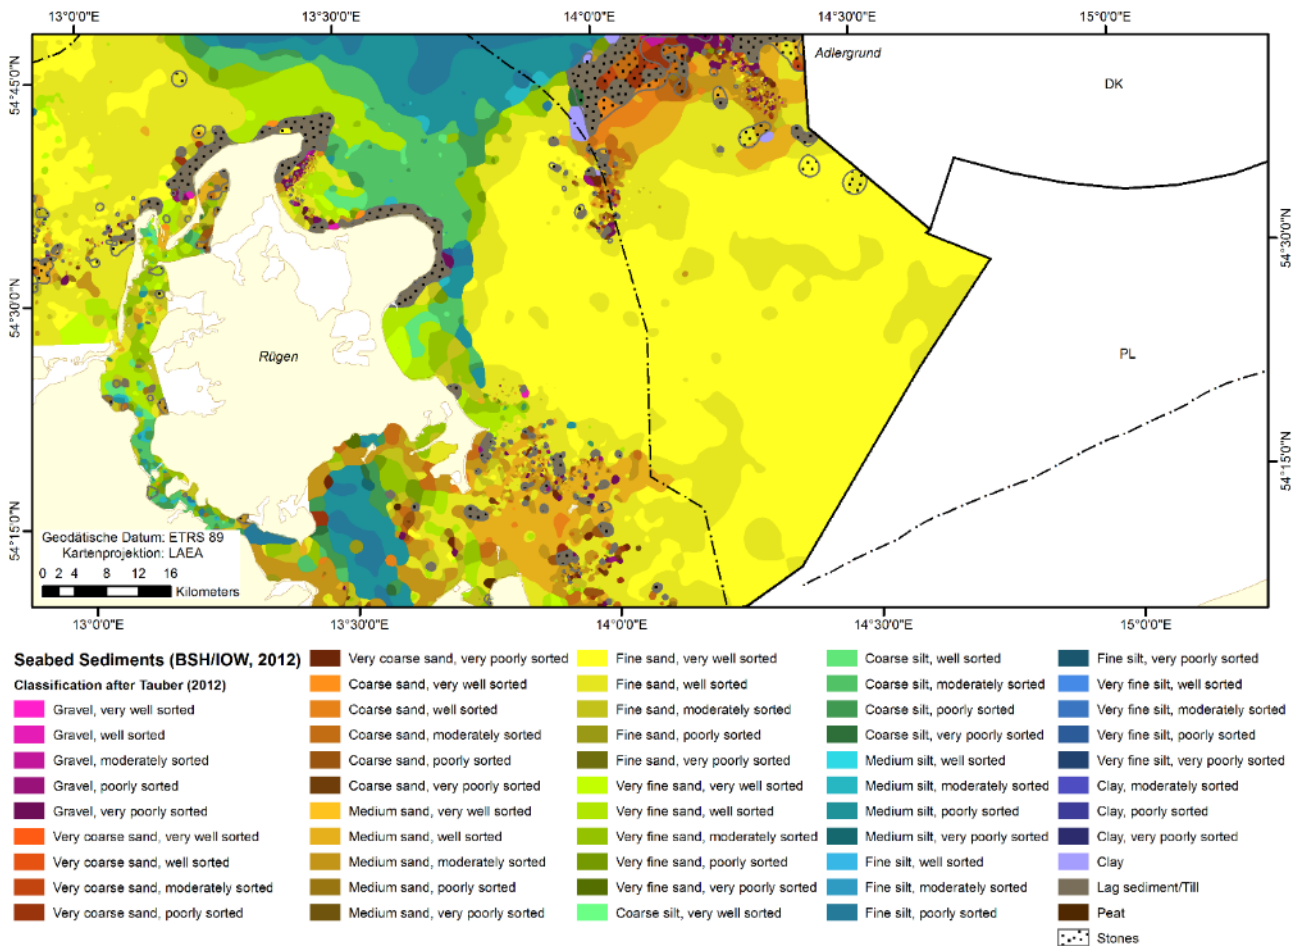 13°0'0"E
13°30'0"E
14°0'0"E
14°30'0"E
15°0'0"E
54°45'0"N
54°30'0"N
54°15'0"N
Adlergrund
DK
Rügen
PL
54°30'0"N
54°15'0"N
Geodätische Datum: ETRS 89
Kartenprojektion: LAEA
0 2 4 8 12 16
Kilometers
13°0'0"E
13°30'0"E
14°0'0"E
14°30'0"E
15°0'0"E
Seabed Sediments (BSH/IOW, 2012)
Classification after Tauber (2012)
Gravel, very well sorted
Gravel, well sorted
Gravel, moderately sorted
Gravel, poorly sorted
Gravel, very poorly sorted
Very coarse sand, very well sorted
Very coarse sand, well sorted
Very coarse sand, moderately sorted
Very coarse sand, poorly sorted
Very coarse sand, very poorly sorted
Coarse sand, very well sorted
Coarse sand, well sorted
Coarse sand, moderately sorted
Coarse sand, poorly sorted
Coarse sand, very poorly sorted
Medium sand, very well sorted
Medium sand, well sorted
Medium sand, moderately sorted
Medium sand, poorly sorted
Medium sand, very poorly sorted
Fine sand, very well sorted
Fine sand, well sorted
Fine sand, moderately sorted
Fine sand, poorly sorted
Fine sand, very poorly sorted
Very fine sand, very well sorted
Very fine sand, well sorted
Very fine sand, moderately sorted
Very fine sand, poorly sorted
Very fine sand, very poorly sorted
Coarse silt, very well sorted
Coarse silt, well sorted
Coarse silt, moderately sorted
Coarse silt, poorly sorted
Coarse silt, very poorly sorted
Medium silt, well sorted
Medium silt, moderately sorted
Medium silt, poorly sorted
Medium silt, very poorly sorted
Fine silt, well sorted
Fine silt, moderately sorted
Fine silt, poorly sorted
Fine silt, very poorly sorted
Very fine silt, well sorted
Very fine silt, moderately sorted
Very fine silt, poorly sorted
Very fine silt, very poorly sorted
Clay, moderately sorted
Clay, poorly sorted
Clay, very poorly sorted
Clay
Lag sediment/Till
Peat
Stones